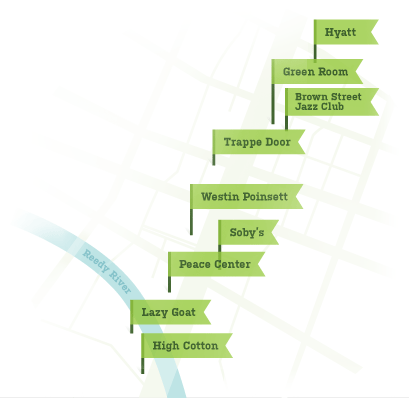 Hyatt
Green Room
Brown Street
Jazz Club
Trappe Door
Westin Poinsett
Soby's
Peace Center
Reedy River
Lazy Goat
High Cotton